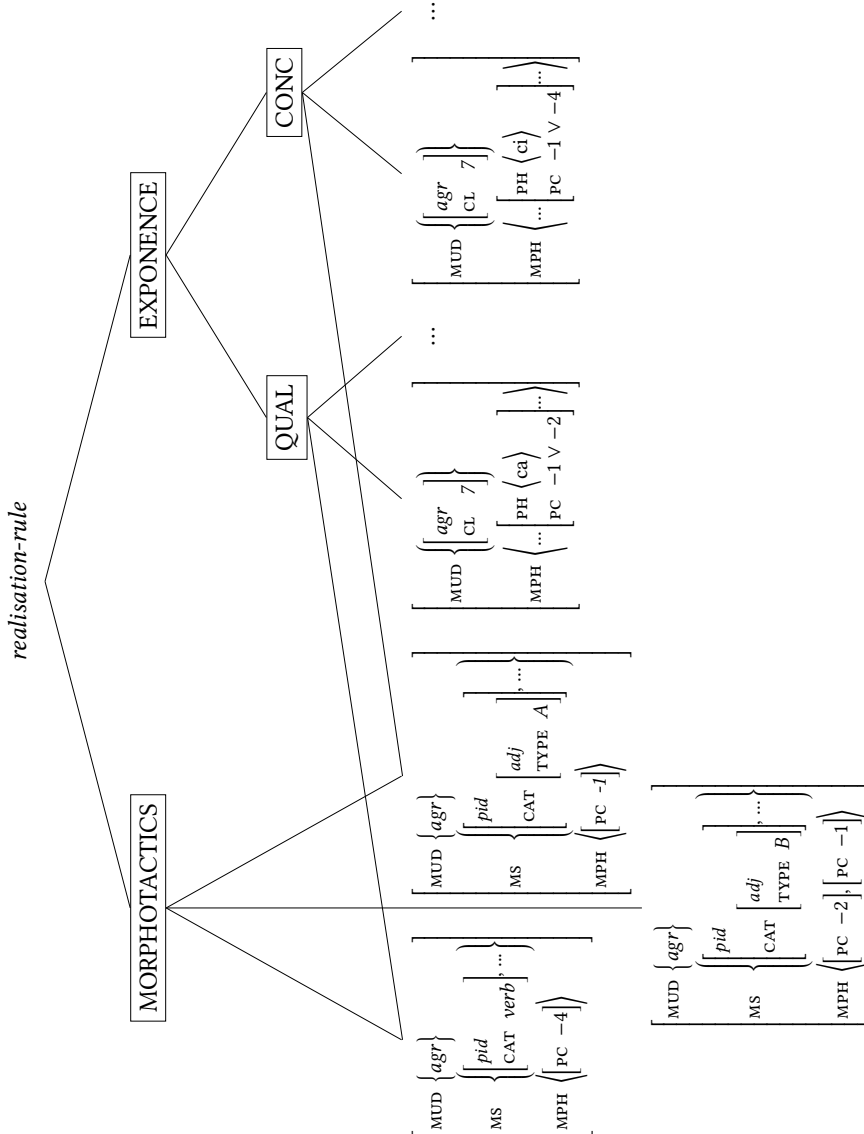 realisation-rule
MORPHOTACTICS
EXPONENCE
QUAL
CONC
MUD {agr}
MS { [pid
CAT verb] , ... }
MPH ⟨[PC −4]⟩
MUD {agr}
MS { [pid
CAT [adj
TYPE A]] , ... }
MPH ⟨[PC -1]⟩
MUD {agr}
MS { [pid
CAT [adj
TYPE B]] , ... }
MPH ⟨[PC −2], [PC −1]⟩
MUD { [agr
CL 7] }
MPH ⟨... [PH ⟨ca⟩
PC −1 ∨ −2] ...⟩
...
MUD { [agr
CL 7] }
MPH ⟨... [PH ⟨ci⟩
PC −1 ∨ −4] ...⟩
...